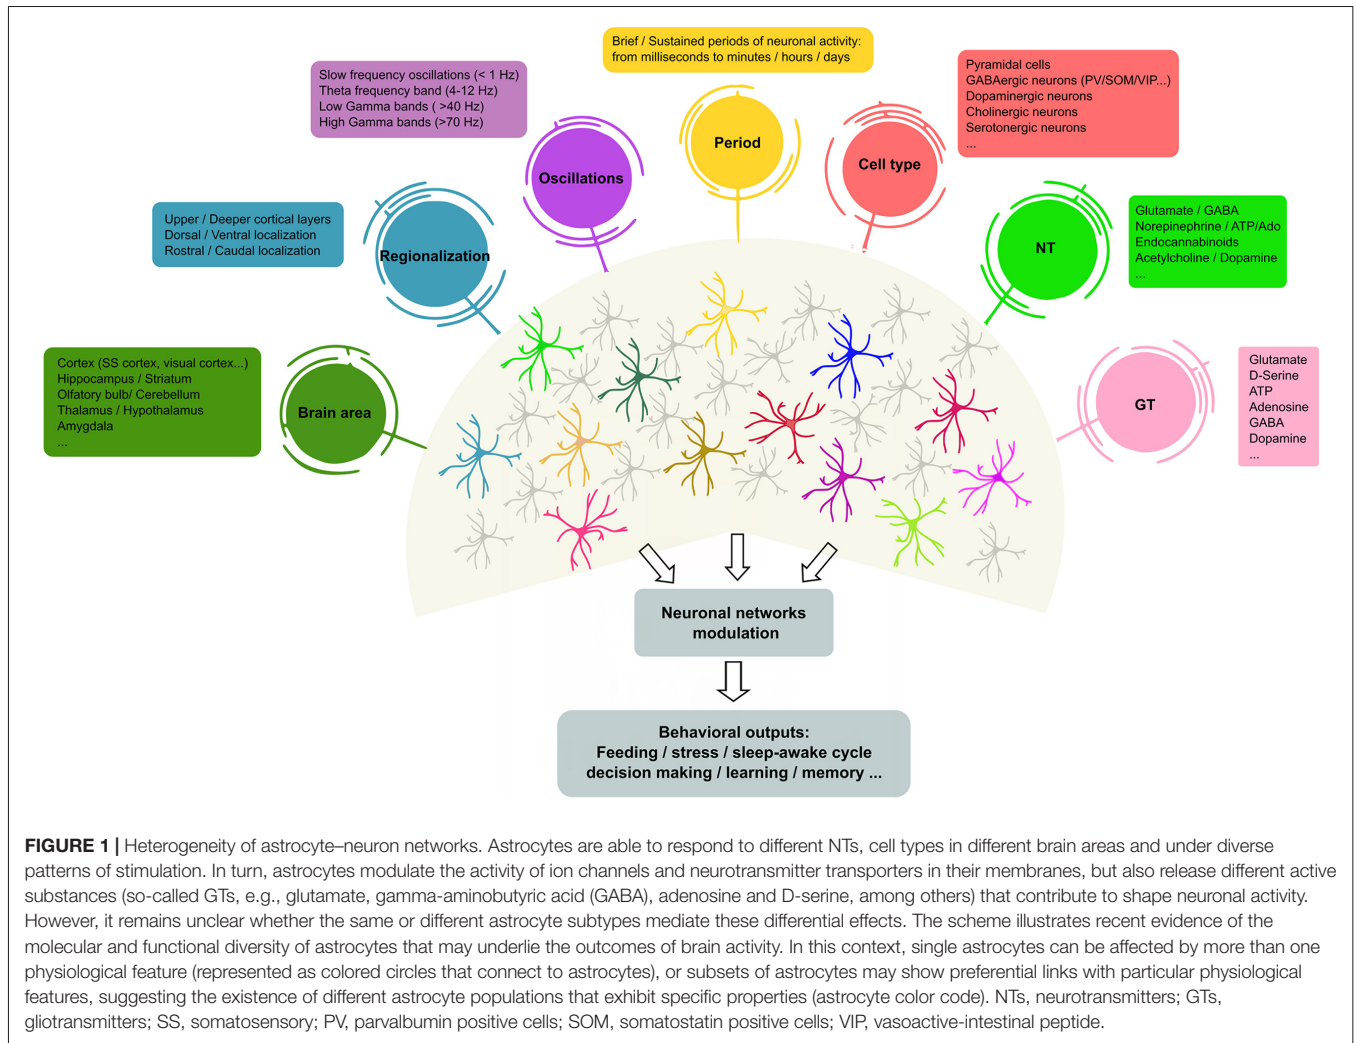 Brief / Sustained periods of neuronal activity:
from milliseconds to minutes / hours / days
Slow frequency oscillations (< 1 Hz)
Theta frequency band (4-12 Hz)
Low Gamma bands ( >40 Hz)
High Gamma bands (>70 Hz)
Pyramidal cells
GABAergic neurons (PV/SOM/VIP...)
Dopaminergic neurons
Cholinergic neurons
Serotonergic neurons
...
Period
Oscillations
Cell type
Upper / Deeper cortical layers
Dorsal / Ventral localization
Rostral / Caudal localization
Regionalization
NT
Glutamate / GABA
Norepinephrine / ATP/Ado
Endocannabinoids
Acetylcholine / Dopamine
...
Cortex (SS cortex, visual cortex...)
Hippocampus / Striatum
Olfatory bulb/ Cerebellum
Thalamus / Hypothalamus
Amygdala
...
Brain area
GT
Glutamate
D-Serine
ATP
Adenosine
GABA
Dopamine
...
Neuronal networks
modulation
Behavioral outputs:
Feeding / stress / sleep-awake cycle
decision making / learning / memory ...
FIGURE 1 | Heterogeneity of astrocyte–neuron networks. Astrocytes are able to respond to different NTs, cell types in different brain areas and under diverse
patterns of stimulation. In turn, astrocytes modulate the activity of ion channels and neurotransmitter transporters in their membranes, but also release different active
substances (so-called GTs, e.g., glutamate, gamma-aminobutyric acid (GABA), adenosine and D-serine, among others) that contribute to shape neuronal activity.
However, it remains unclear whether the same or different astrocyte subtypes mediate these differential effects. The scheme illustrates recent evidence of the
molecular and functional diversity of astrocytes that may underlie the outcomes of brain activity. In this context, single astrocytes can be affected by more than one
physiological feature (represented as colored circles that connect to astrocytes), or subsets of astrocytes may show preferential links with particular physiological
features, suggesting the existence of different astrocyte populations that exhibit specific properties (astrocyte color code). NTs, neurotransmitters; GTs,
gliotransmitters; SS, somatosensory; PV, parvalbumin positive cells; SOM, somatostatin positive cells; VIP, vasoactive-intestinal peptide.